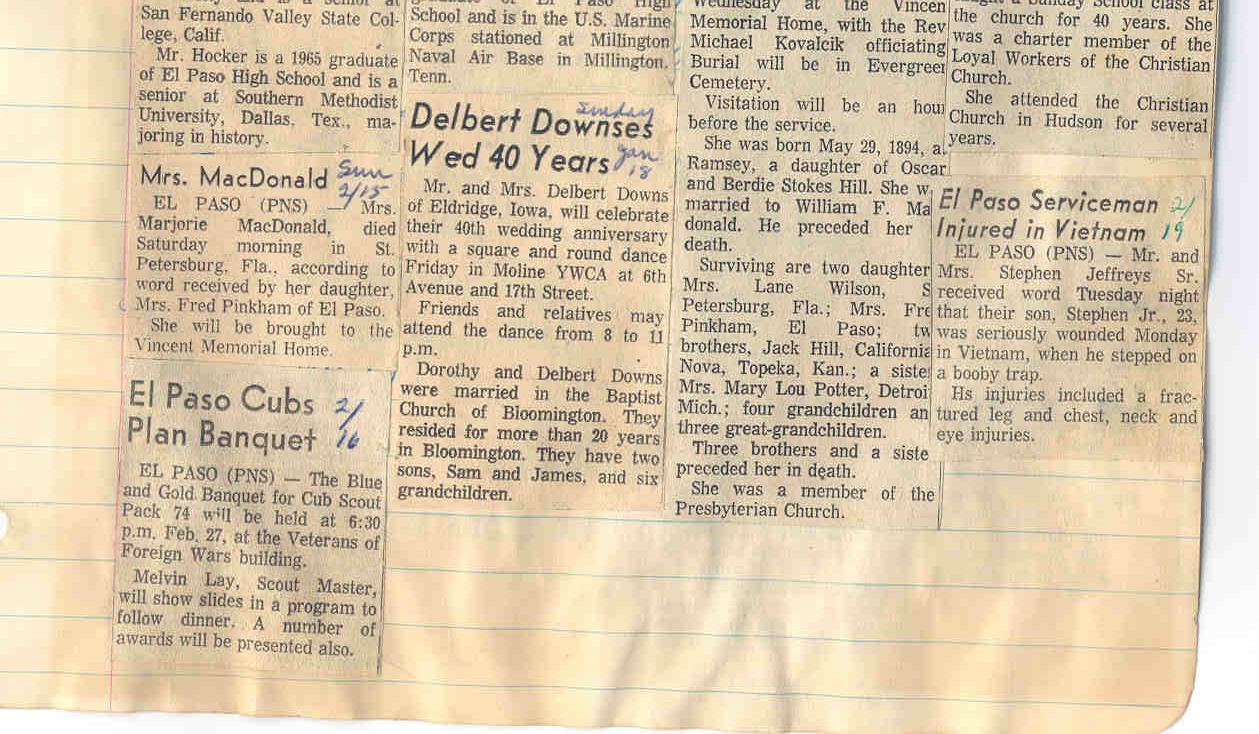 San Fernando Valley State Col-
lege, Calif.
Mr. Hocker is a 1965 graduate
of El Paso High School and is a
senior at Southern Methodist
University, Dallas, Tex., ma-
joring in history.
Mrs. MacDonald Sun
2/15
EL PASO (PNS) — Mrs.
Marjorie MacDonald, died
Saturday morning in St.
Petersburg, Fla., according to
word received by her daughter,
Mrs. Fred Pinkham of El Paso.
She will be brought to the
Vincent Memorial Home.
El Paso Cubs 2/
Plan Banquet 16
EL PASO (PNS) — The Blue
and Gold Banquet for Cub Scout
Pack 74 will be held at 6:30
p.m. Feb. 27, at the Veterans of
Foreign Wars building.
Melvin Lay, Scout Master,
will show slides in a program to
follow dinner. A number of
awards will be presented also.
School and is in the U.S. Marine
Corps stationed at Millington
Naval Air Base in Millington,
Tenn.
Sunday
Delbert Downses
Wed 40 Years Jan
18
Mr. and Mrs. Delbert Downs
of Eldridge, Iowa, will celebrate
their 40th wedding anniversary
with a square and round dance
Friday in Moline YWCA at 6th
Avenue and 17th Street.
Friends and relatives may
attend the dance from 8 to 11
p.m.
Dorothy and Delbert Downs
were married in the Baptist
Church of Bloomington. They
resided for more than 20 years
in Bloomington. They have two
sons, Sam and James, and six
grandchildren.
Wednesday at the Vincen
Memorial Home, with the Rev
Michael Kovalcik officiating
Burial will be in Evergreen
Cemetery.
Visitation will be an hou
before the service.
She was born May 29, 1894, at
Ramsey, a daughter of Oscar
and Berdie Stokes Hill. She w
married to William F. Ma
donald. He preceded her
death.
Surviving are two daughter
Mrs. Lane Wilson, S
Petersburg, Fla.; Mrs. Fre
Pinkham, El Paso; tw
brothers, Jack Hill, California
Nova, Topeka, Kan.; a siste
Mrs. Mary Lou Potter, Detroi
Mich.; four grandchildren an
three great-grandchildren.
Three brothers and a siste
preceded her in death.
She was a member of the
Presbyterian Church.
Sunday School class at
the church for 40 years. She
was a charter member of the
Loyal Workers of the Christian
Church.
She attended the Christian
Church in Hudson for several
years.
El Paso Serviceman 2/
Injured in Vietnam 19
EL PASO (PNS) — Mr. and
Mrs. Stephen Jeffreys Sr.
received word Tuesday night
that their son, Stephen Jr., 23,
was seriously wounded Monday
in Vietnam, when he stepped on
a booby trap.
Hs injuries included a frac-
tured leg and chest, neck and
eye injuries.